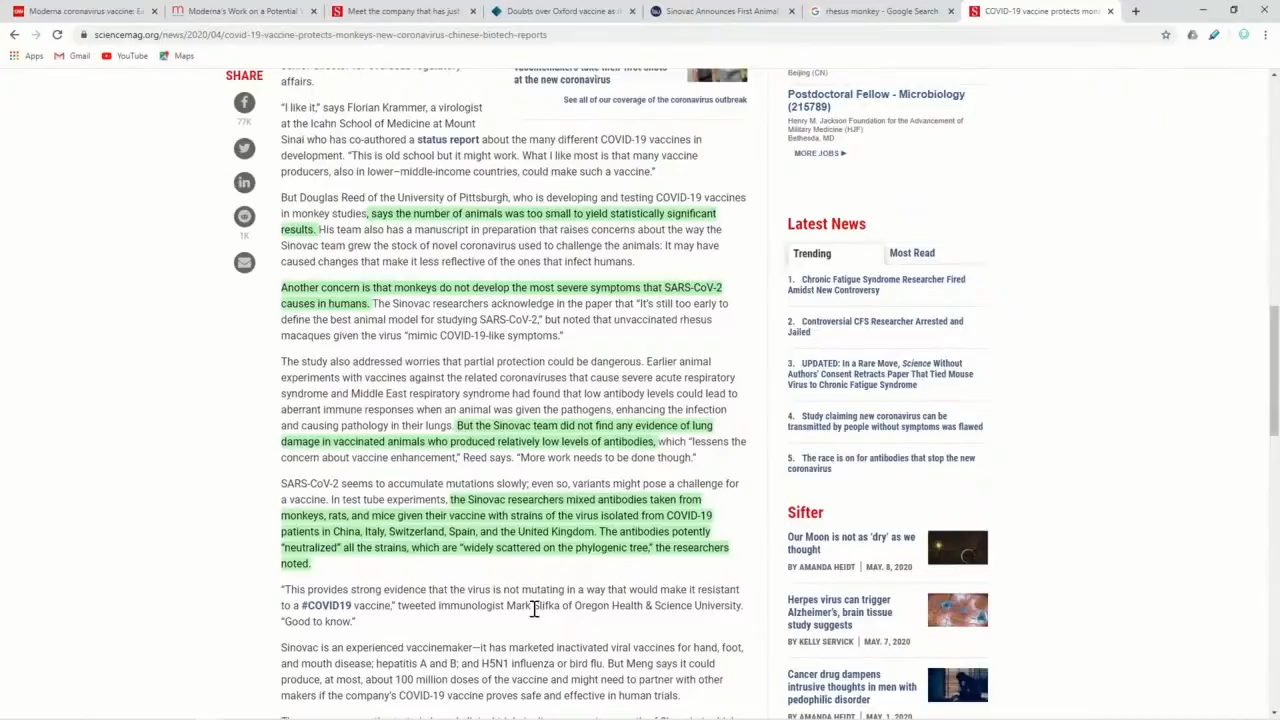 Moderna coronavirus vaccine: ea
Moderna's Work on a Potential
Meet the company that has just
Doubts over Oxford vaccine as
Sinovac Announces First Animal
rhesus monkey - Google Search
COVID-19 vaccine protects mon
sciencemag.org/news/2020/04/covid-19-vaccine-protects-monkeys-new-coronavirus-chinese-biotech-reports
Apps
Gmail
YouTube
Maps
SHARE
77K
1K
affairs.
at the new coronavirus
See all of our coverage of the coronavirus outbreak
"I like it," says Florian Krammer, a virologist
at the Icahn School of Medicine at Mount
Sinai who has co-authored a status report about the many different COVID-19 vaccines in
development. "This is old school but it might work. What I like most is that many vaccine
producers, also in lower–middle-income countries, could make such a vaccine."
But Douglas Reed of the University of Pittsburgh, who is developing and testing COVID-19 vaccines
in monkey studies, says the number of animals was too small to yield statistically significant
results. His team also has a manuscript in preparation that raises concerns about the way the
Sinovac team grew the stock of novel coronavirus used to challenge the animals: It may have
caused changes that make it less reflective of the ones that infect humans.
Another concern is that monkeys do not develop the most severe symptoms that SARS-CoV-2
causes in humans. The Sinovac researchers acknowledge in the paper that "It's still too early to
define the best animal model for studying SARS-CoV-2," but noted that unvaccinated rhesus
macaques given the virus "mimic COVID-19-like symptoms."
The study also addressed worries that partial protection could be dangerous. Earlier animal
experiments with vaccines against the related coronaviruses that cause severe acute respiratory
syndrome and Middle East respiratory syndrome had found that low antibody levels could lead to
aberrant immune responses when an animal was given the pathogens, enhancing the infection
and causing pathology in their lungs. But the Sinovac team did not find any evidence of lung
damage in vaccinated animals who produced relatively low levels of antibodies, which "lessens the
concern about vaccine enhancement," Reed says. "More work needs to be done though."
SARS-CoV-2 seems to accumulate mutations slowly; even so, variants might pose a challenge for
a vaccine. In test tube experiments, the Sinovac researchers mixed antibodies taken from
monkeys, rats, and mice given their vaccine with strains of the virus isolated from COVID-19
patients in China, Italy, Switzerland, Spain, and the United Kingdom. The antibodies potently
"neutralized" all the strains, which are "widely scattered on the phylogenic tree," the researchers
noted.
"This provides strong evidence that the virus is not mutating in a way that would make it resistant
to a #COVID19 vaccine," tweeted immunologist Mark Slifka of Oregon Health & Science University.
"Good to know."
Sinovac is an experienced vaccinemaker—it has marketed inactivated viral vaccines for hand, foot,
and mouth disease; hepatitis A and B; and H5N1 influenza or bird flu. But Meng says it could
produce, at most, about 100 million doses of the vaccine and might need to partner with other
makers if the company's COVID-19 vaccine proves safe and effective in human trials.
Beijing (CN)
Postdoctoral Fellow - Microbiology
(215789)
Henry M. Jackson Foundation for the Advancement of
Military Medicine (HJF)
Bethesda, MD
MORE JOBS ►
Latest News
Trending
Most Read
1. Chronic Fatigue Syndrome Researcher Fired
Amidst New Controversy
2. Controversial CFS Researcher Arrested and
Jailed
3. UPDATED: In a Rare Move, Science Without
Authors' Consent Retracts Paper That Tied Mouse
Virus to Chronic Fatigue Syndrome
4. Study claiming new coronavirus can be
transmitted by people without symptoms was flawed
5. The race is on for antibodies that stop the new
coronavirus
Sifter
Our Moon is not as 'dry' as we
thought
BY AMANDA HEIDT | MAY. 8, 2020
Herpes virus can trigger
Alzheimer's, brain tissue
study suggests
BY KELLY SERVICK | MAY. 7, 2020
Cancer drug dampens
intrusive thoughts in men with
pedophilic disorder
BY AMANDA HEIDT | MAY. 1, 2020